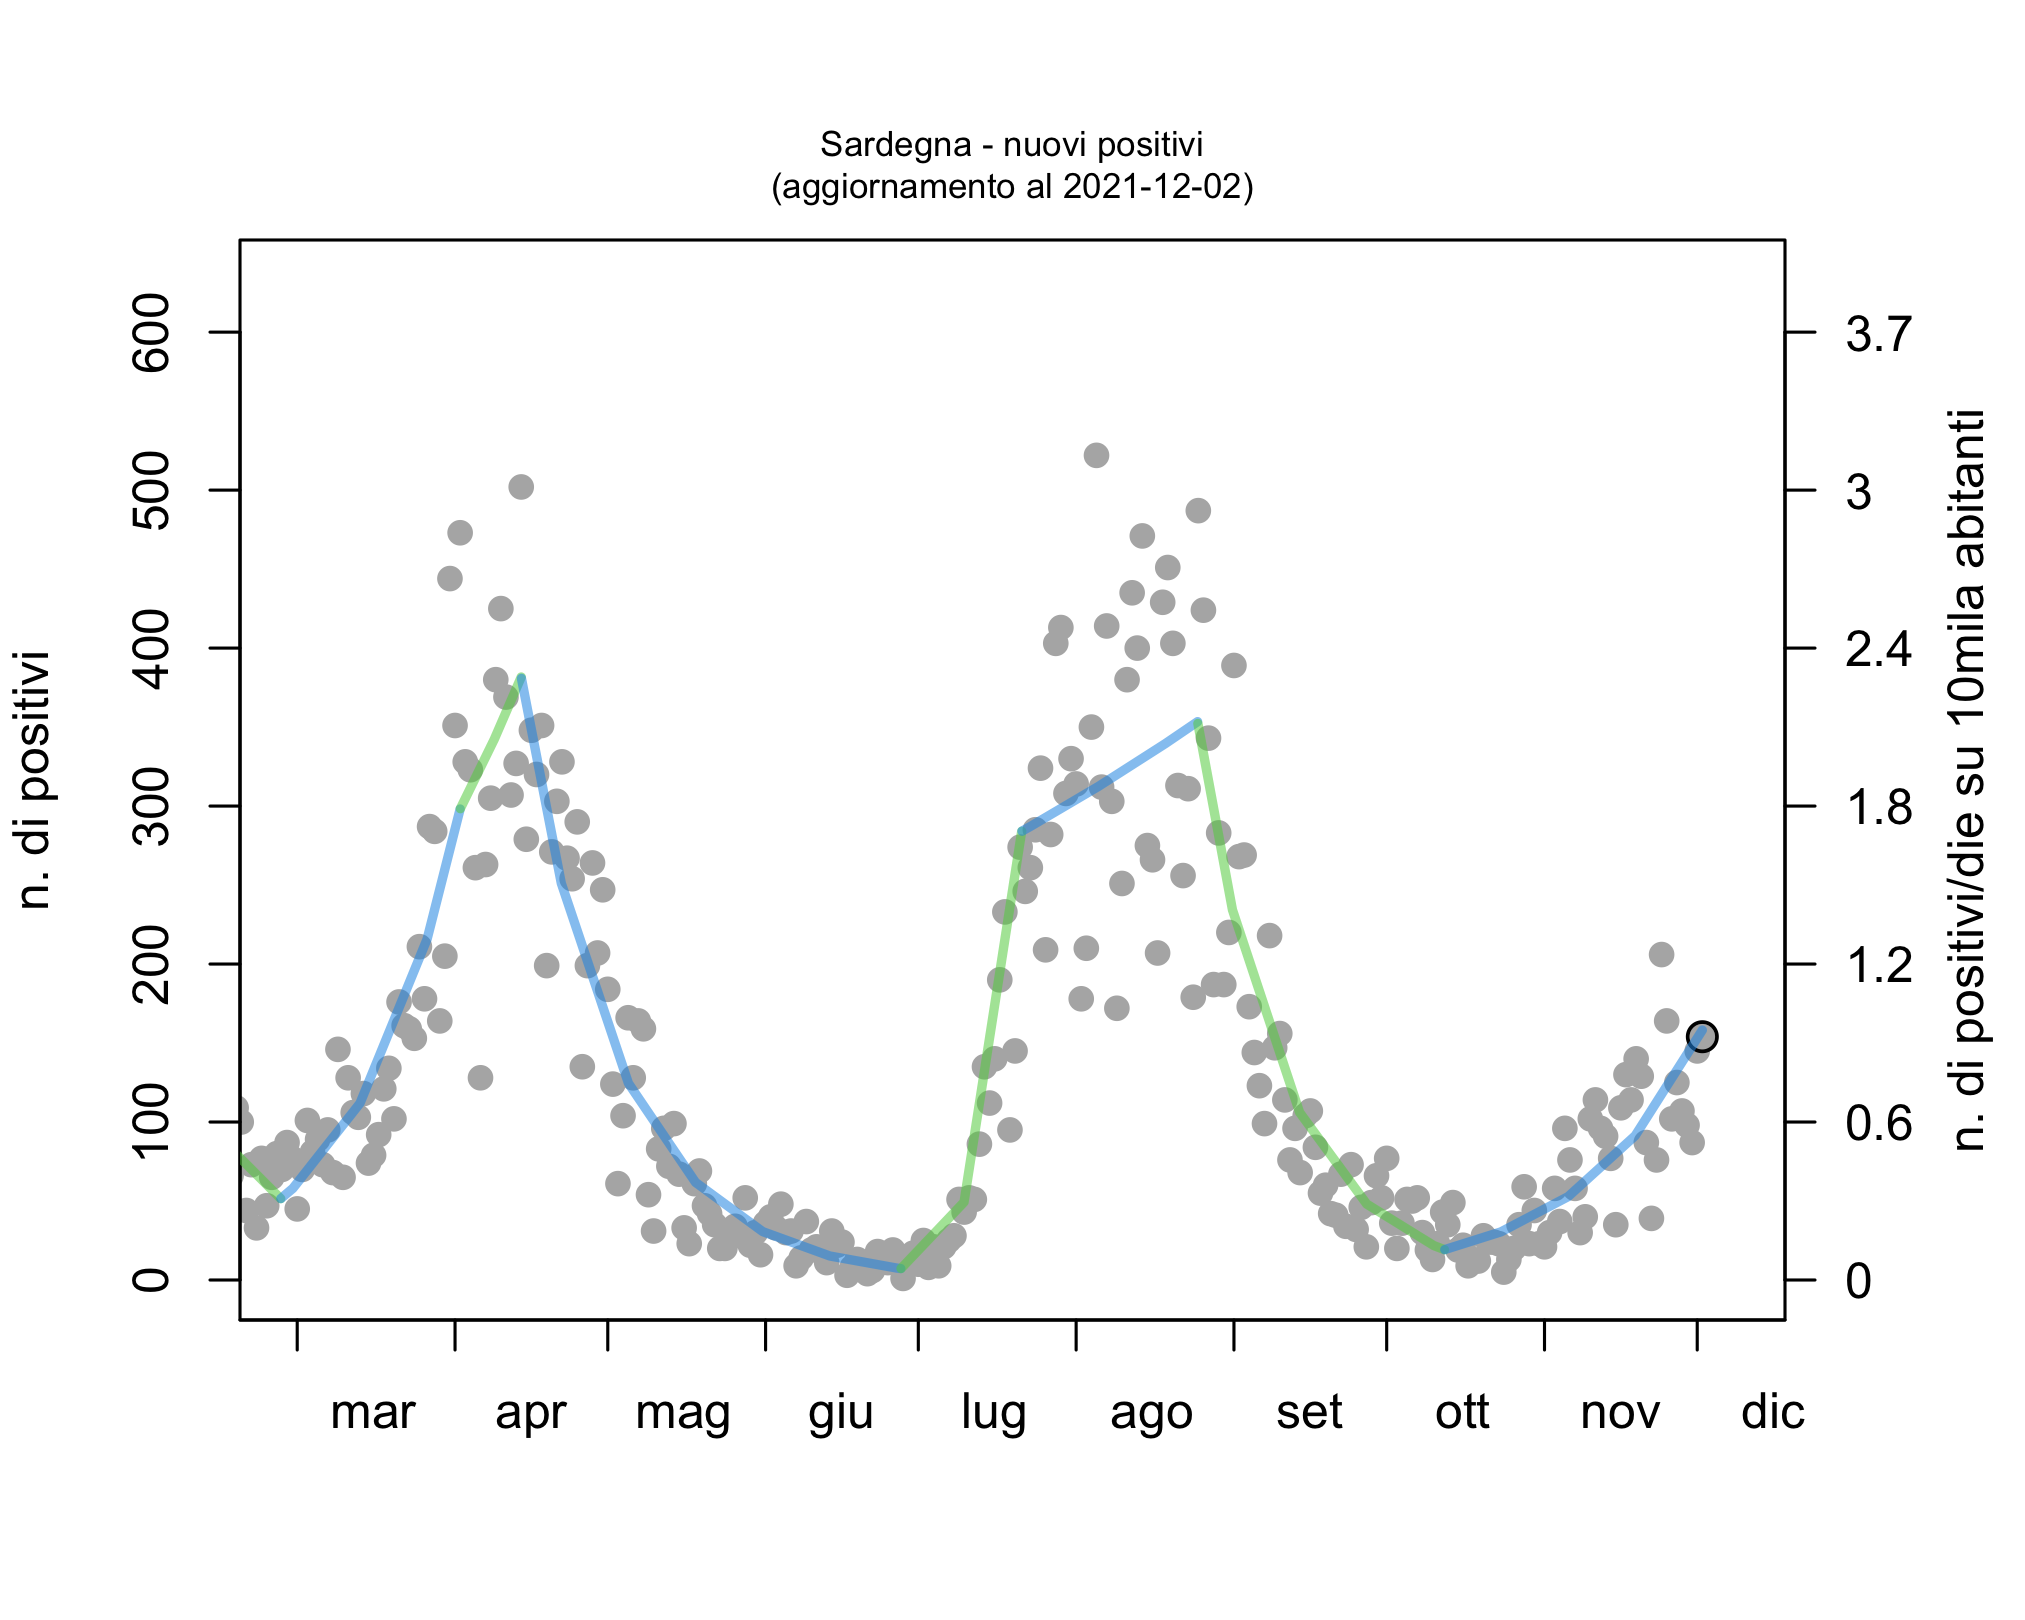 Sardegna - nuovi positivi
(aggiornamento al 2021-12-02)
n. di positivi
600
500
400
300
200
100
0
3.7
3
2.4
1.8
1.2
0.6
0
n. di positivi/die su 10mila abitanti
mar apr mag giu lug ago set ott nov dic